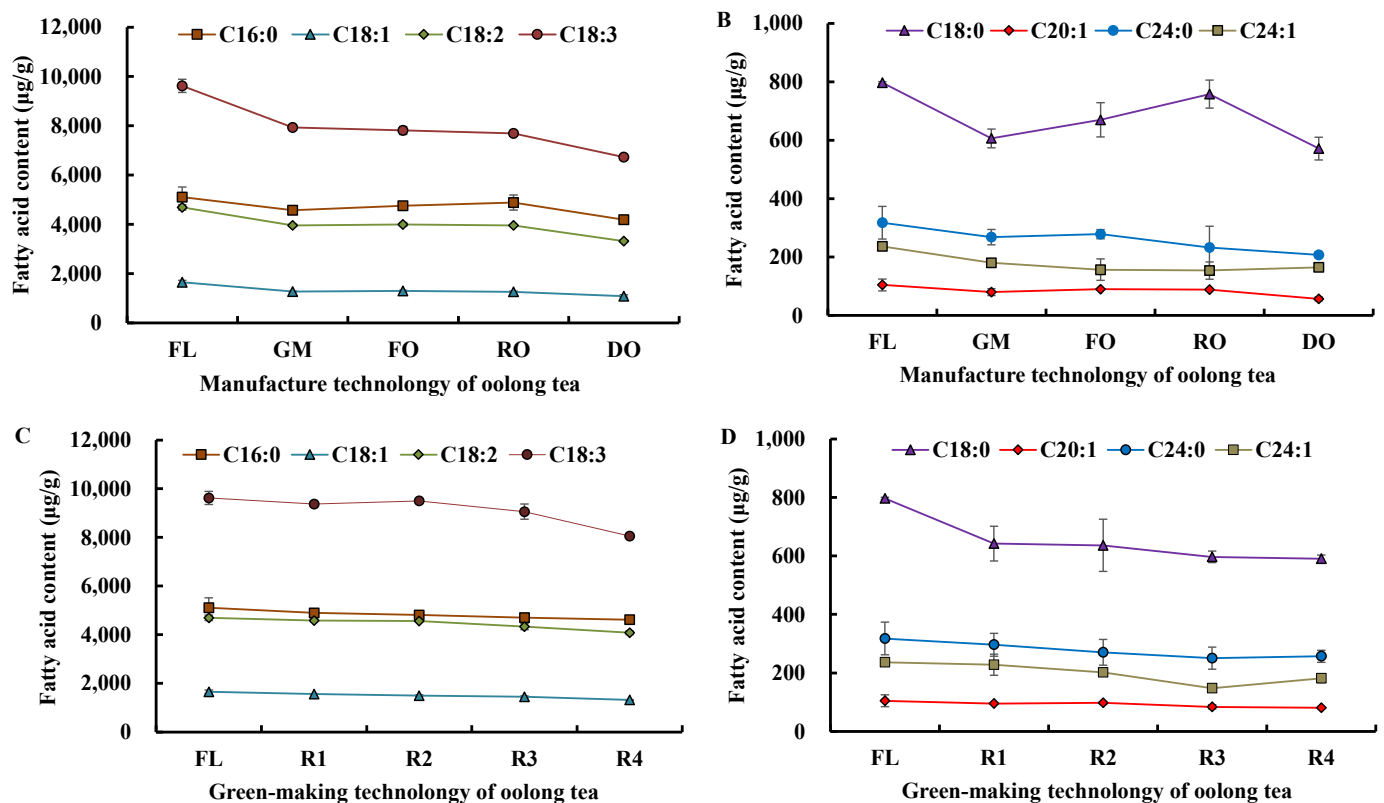 12,000
10,000
8,000
6,000
4,000
2,000
0
Fatty acid content (µg/g)
C16:0 C18:1 C18:2 C18:3
FL GM FO RO DO
Manufacture technolongy of oolong tea
B
1,000
800
600
400
200
0
Fatty acid content (µg/g)
C18:0 C20:1 C24:0 C24:1
FL GM FO RO DO
Manufacture technolongy of oolong tea
C
12,000
10,000
8,000
6,000
4,000
2,000
0
Fatty acid content (µg/g)
C16:0 C18:1 C18:2 C18:3
FL R1 R2 R3 R4
Green-making technology of oolong tea
D
1,000
800
600
400
200
0
Fatty acid content (µg/g)
C18:0 C20:1 C24:0 C24:1
FL R1 R2 R3 R4
Green-making technology of oolong tea